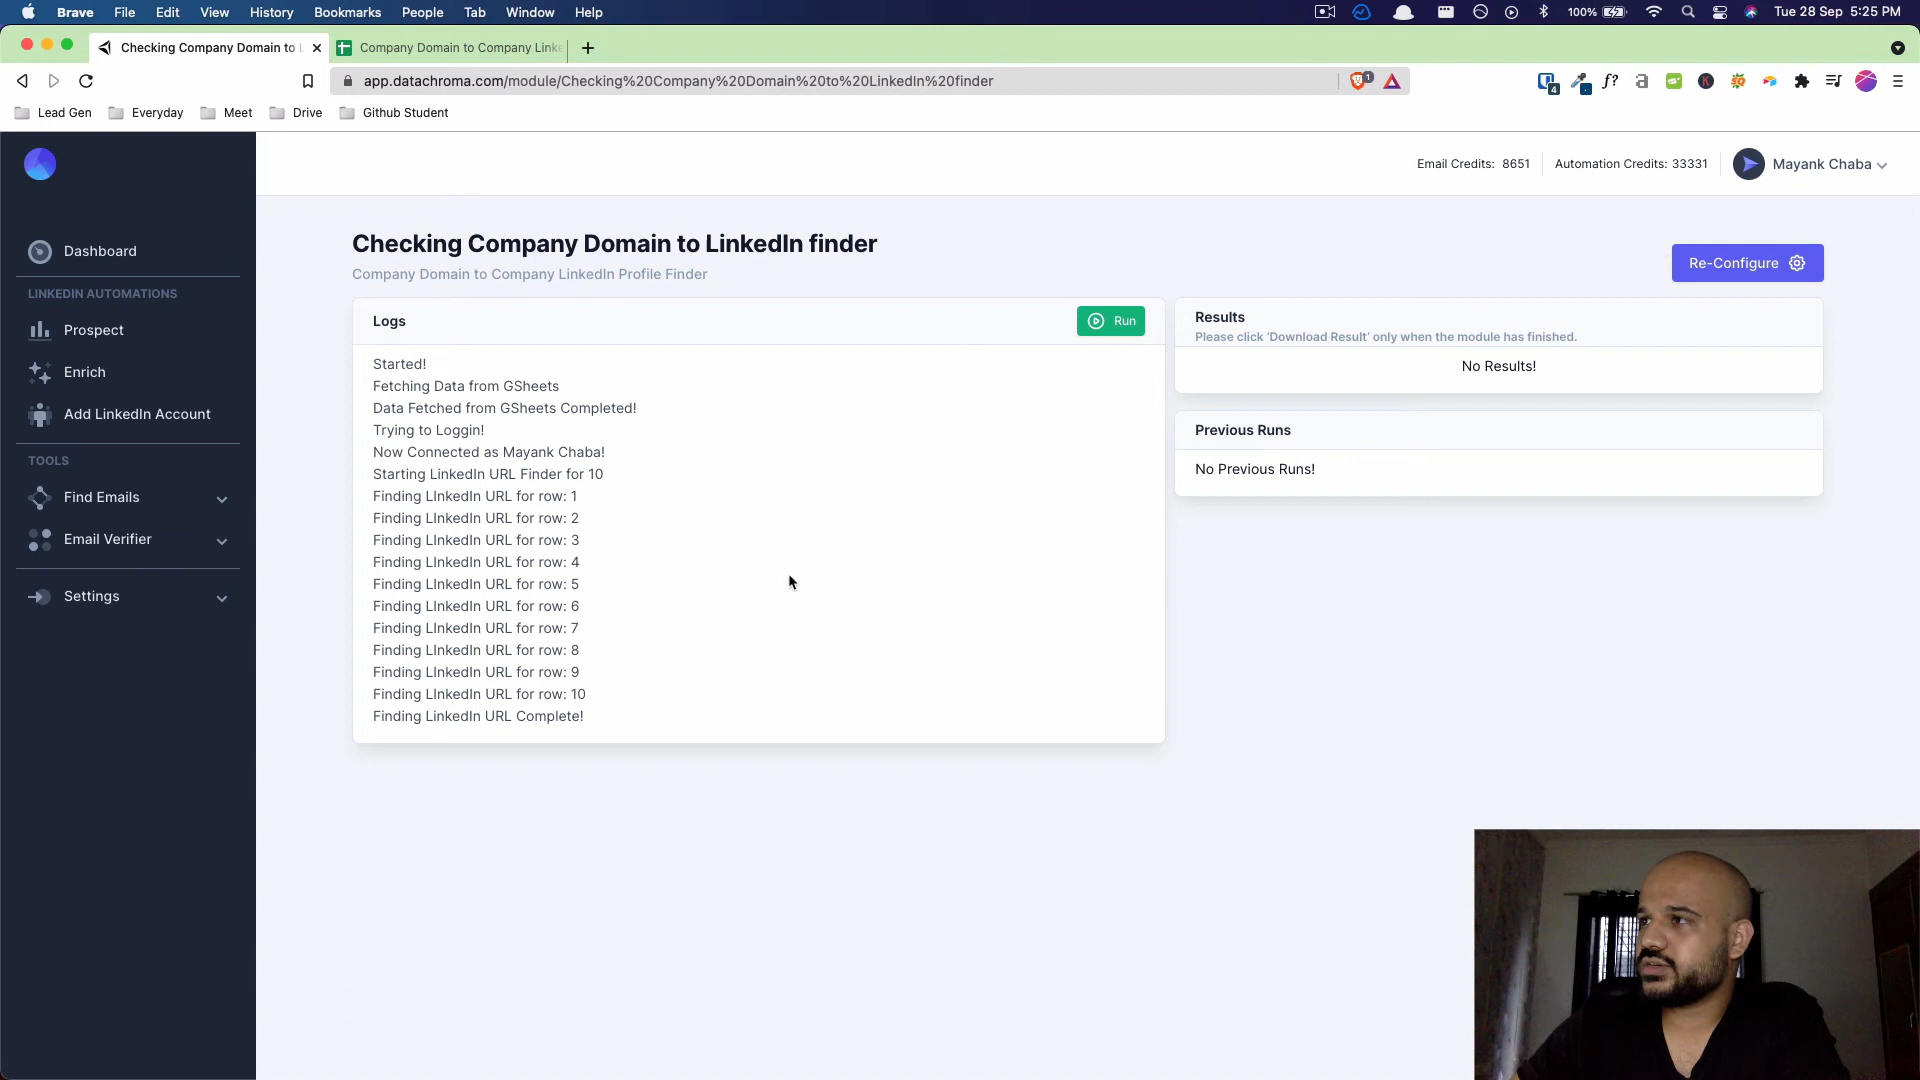 Brave File Edit View History Bookmarks People Tab Window Help
100% Tue 28 Sep 5:25 PM
Checking Company Domain to L
Company Domain to Company Linke
app.datachroma.com/module/Checking%20Company%20Domain%20to%20LinkedIn%20finder
1
4
f?
a
K
Lead Gen Everyday Meet Drive Github Student
Email Credits: 8651 Automation Credits: 33331 Mayank Chaba
Dashboard
LINKEDIN AUTOMATIONS
Prospect
Enrich
Add LinkedIn Account
TOOLS
Find Emails
Email Verifier
Settings
Checking Company Domain to LinkedIn finder
Company Domain to Company LinkedIn Profile Finder
Re-Configure
Logs
Run
Started!
Fetching Data from GSheets
Data Fetched from GSheets Completed!
Trying to Loggin!
Now Connected as Mayank Chaba!
Starting LinkedIn URL Finder for 10
Finding LInkedIn URL for row: 1
Finding LInkedIn URL for row: 2
Finding LInkedIn URL for row: 3
Finding LInkedIn URL for row: 4
Finding LInkedIn URL for row: 5
Finding LInkedIn URL for row: 6
Finding LInkedIn URL for row: 7
Finding LInkedIn URL for row: 8
Finding LInkedIn URL for row: 9
Finding LInkedIn URL for row: 10
Finding LinkedIn URL Complete!
Results
Please click ‘Download Result’ only when the module has finished.
No Results!
Previous Runs
No Previous Runs!